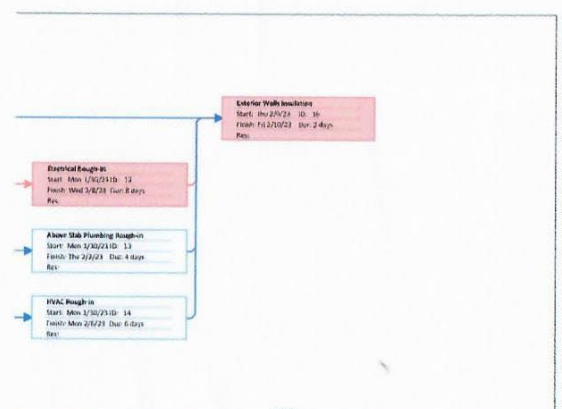 Exterior Walls Insulation
Start: Thu 2/9/23 ID: 16
Finish: Fri 2/10/23 Dur: 2 days
Res:
Electrical Rough-in
Start: Mon 1/30/23 ID: 12
Finish: Wed 2/8/23 Dur: 8 days
Res:
Above Slab Plumbing Rough-in
Start: Mon 1/30/23 ID: 13
Finish: Thu 2/2/23 Dur: 4 days
Res:
HVAC Rough-in
Start: Mon 1/30/23 ID: 14
Finish: Mon 2/6/23 Dur: 6 days
Res: